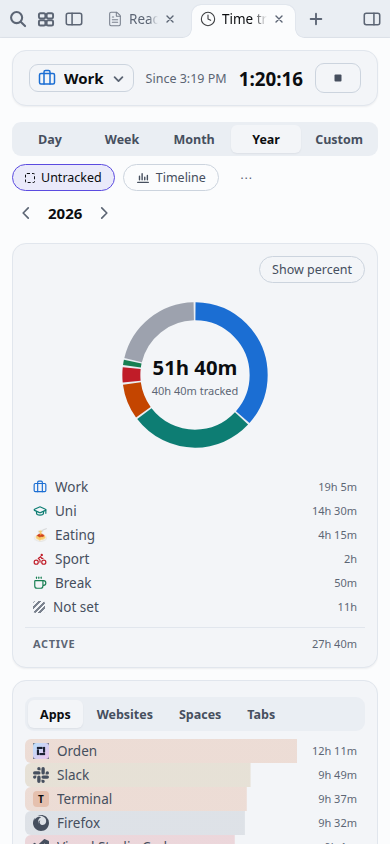 Read
Time tr
Work
Since 3:19 PM
1:20:16
Day
Week
Month
Year
Custom
Untracked
Timeline
...
2026
Show percent
51h 40m
40h 40m tracked
Work 19h 5m
Uni 14h 30m
Eating 4h 15m
Sport 2h
Break 50m
Not set 11h
ACTIVE 27h 40m
Apps
Websites
Spaces
Tabs
Orden 12h 11m
Slack 9h 49m
T Terminal 9h 37m
Firefox 9h 32m